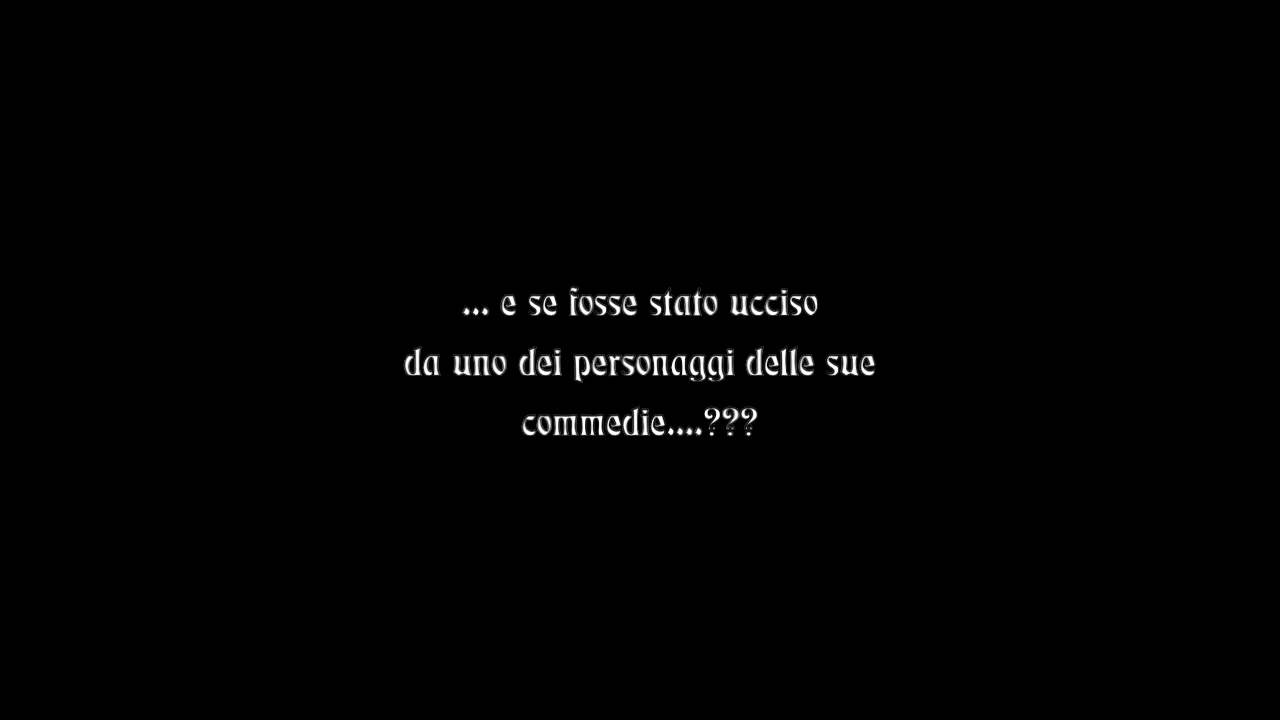 ... e se fosse stato ucciso
da uno dei personaggi delle sue
commedie....???